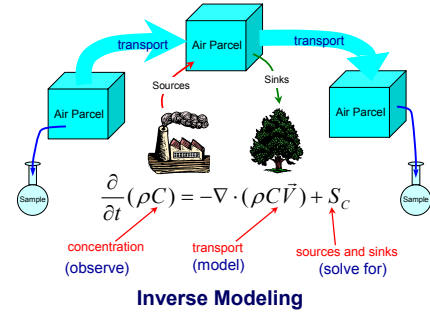 transport
Air Parcel
transport
Sources
Sinks
Air Parcel
Air Parcel
Sample
Sample
∂/∂t (ρC) = −∇ · (ρCV⃗) + S_C
concentration
(observe)
transport
(model)
sources and sinks
(solve for)
Inverse Modeling